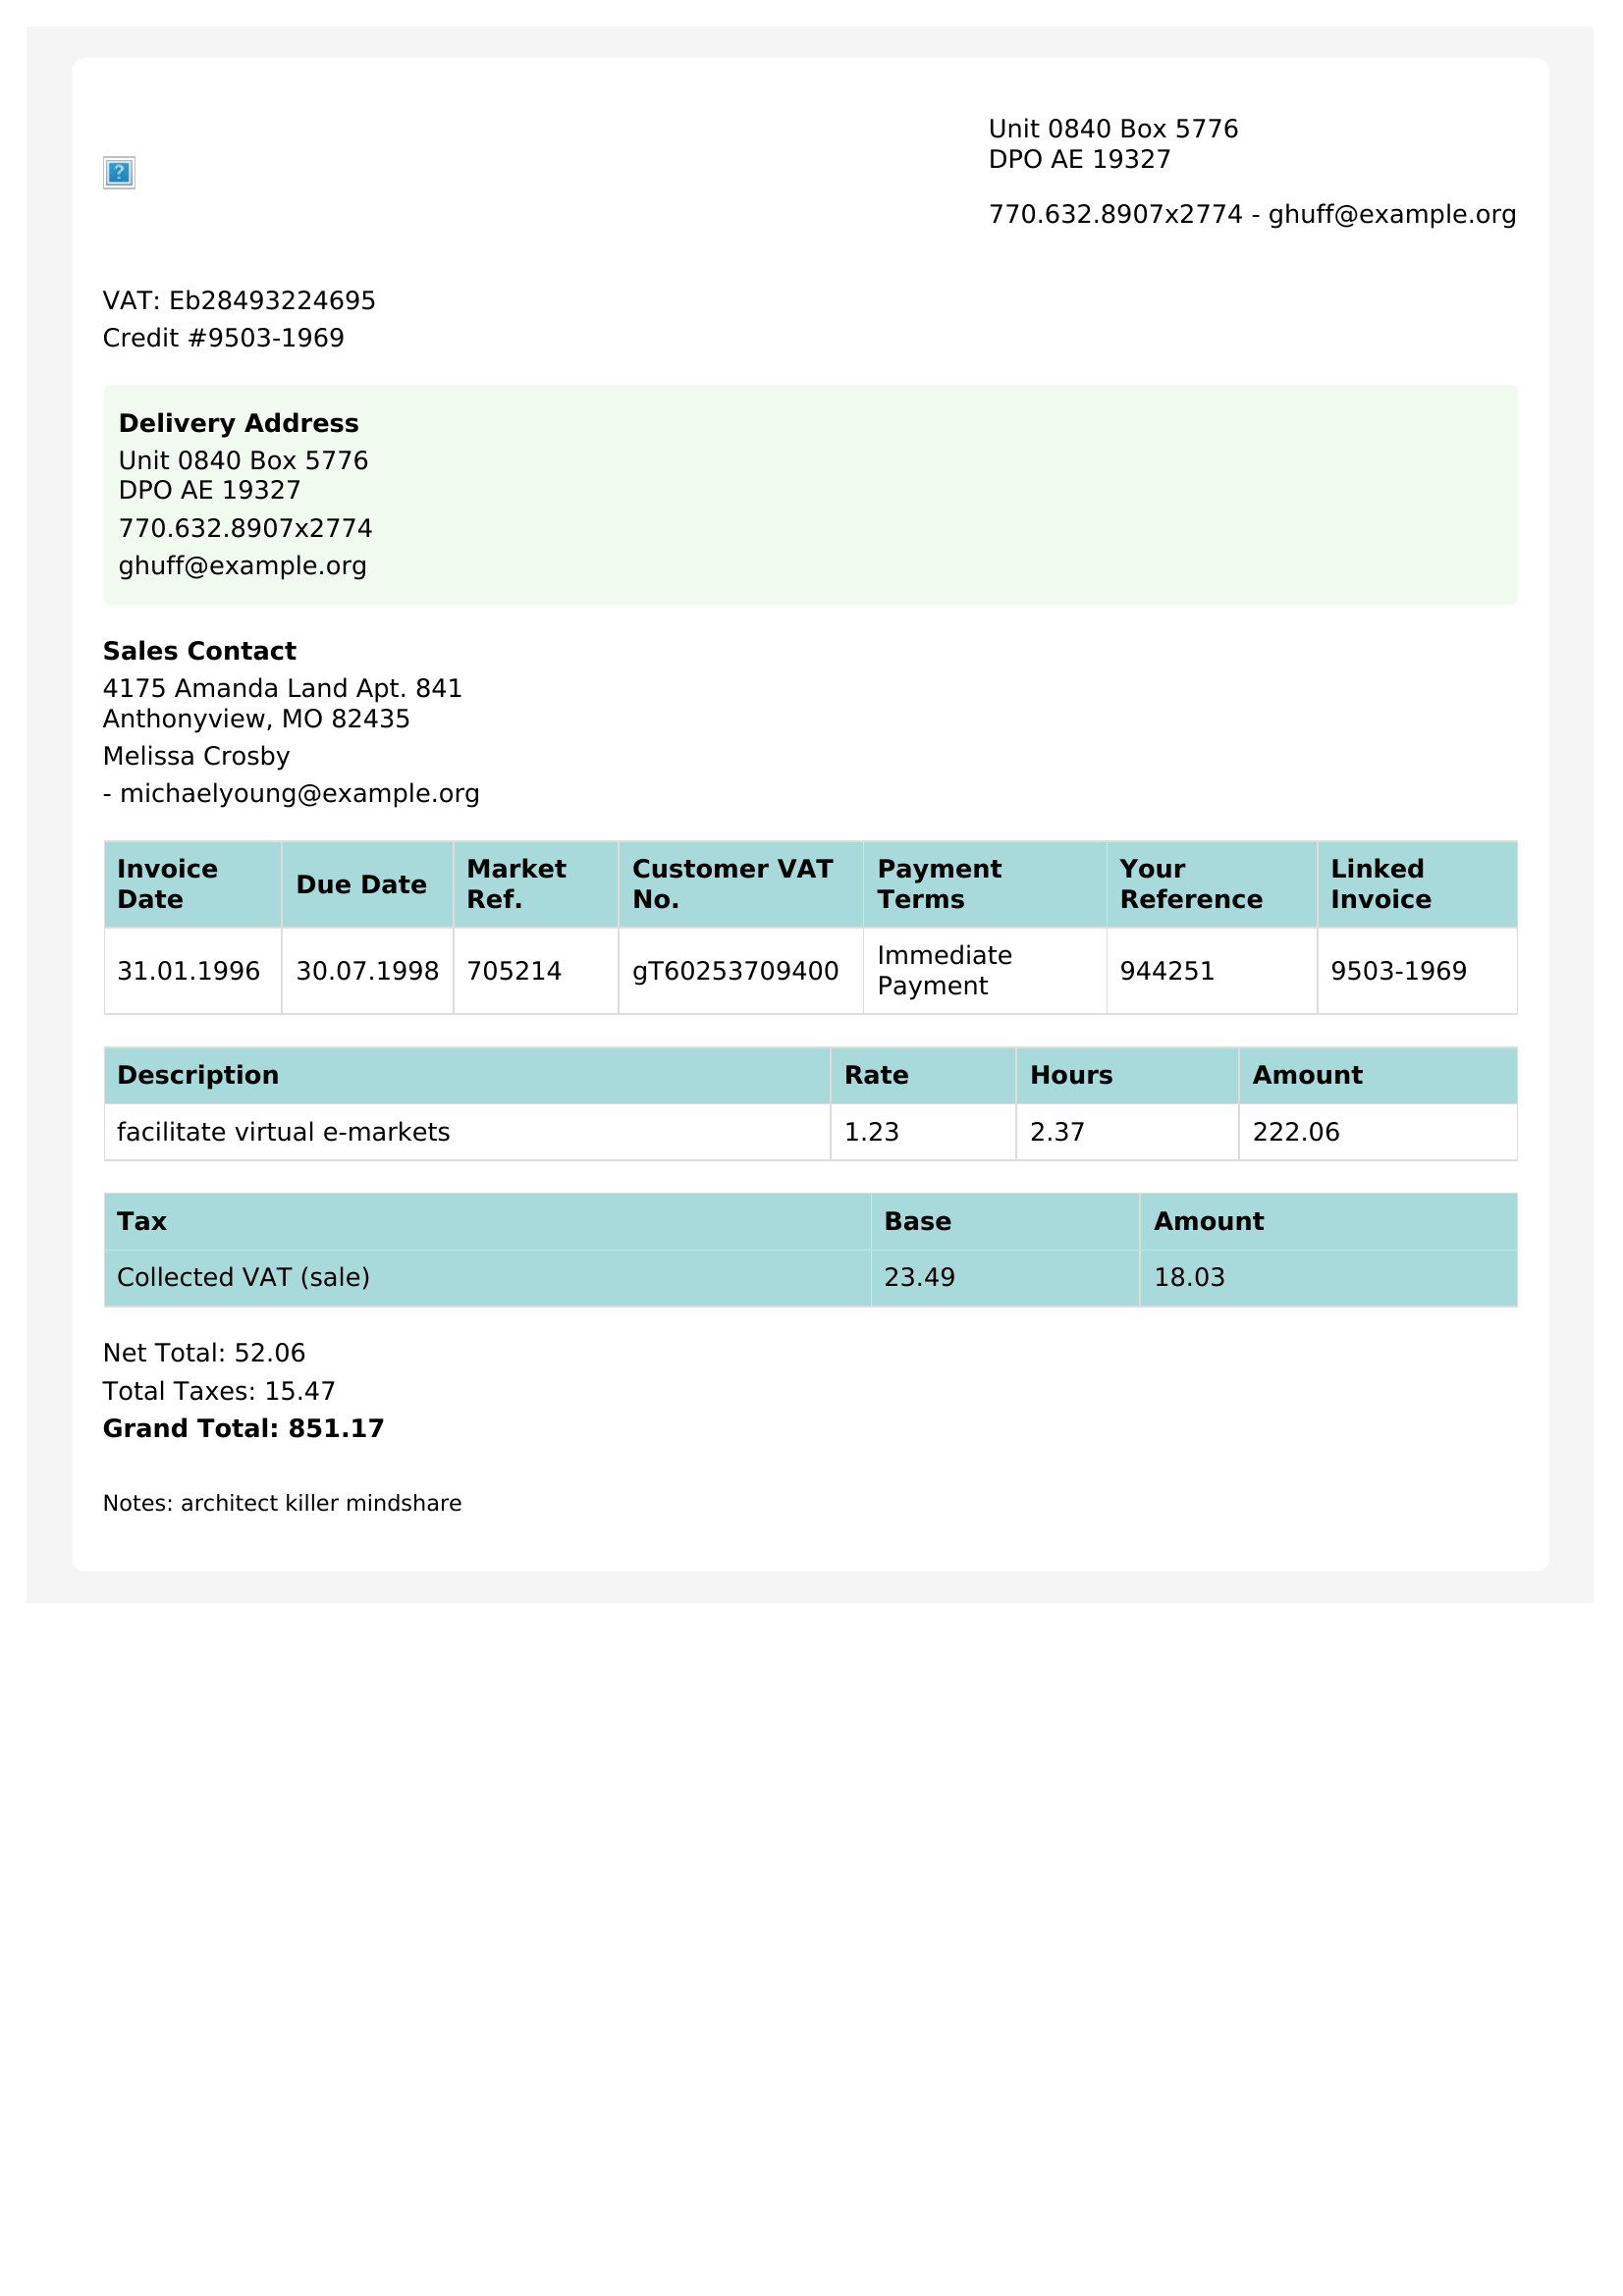 Unit 0840 Box 5776
DPO AE 19327
770.632.8907x2774 - ghuff@example.org
VAT: Eb28493224695
Credit #9503-1969
Delivery Address
Unit 0840 Box 5776
DPO AE 19327
770.632.8907x2774
ghuff@example.org
Sales Contact
4175 Amanda Land Apt. 841
Anthonyview, MO 82435
Melissa Crosby
- michaelyoung@example.org
Invoice Date Due Date Market Ref. Customer VAT No. Payment Terms Your Reference Linked Invoice
31.01.1996 30.07.1998 705214 gT60253709400 Immediate Payment 944251 9503-1969
Description Rate Hours Amount
facilitate virtual e-markets 1.23 2.37 222.06
Tax Base Amount
Collected VAT (sale) 23.49 18.03
Net Total: 52.06
Total Taxes: 15.47
Grand Total: 851.17
Notes: architect killer mindshare